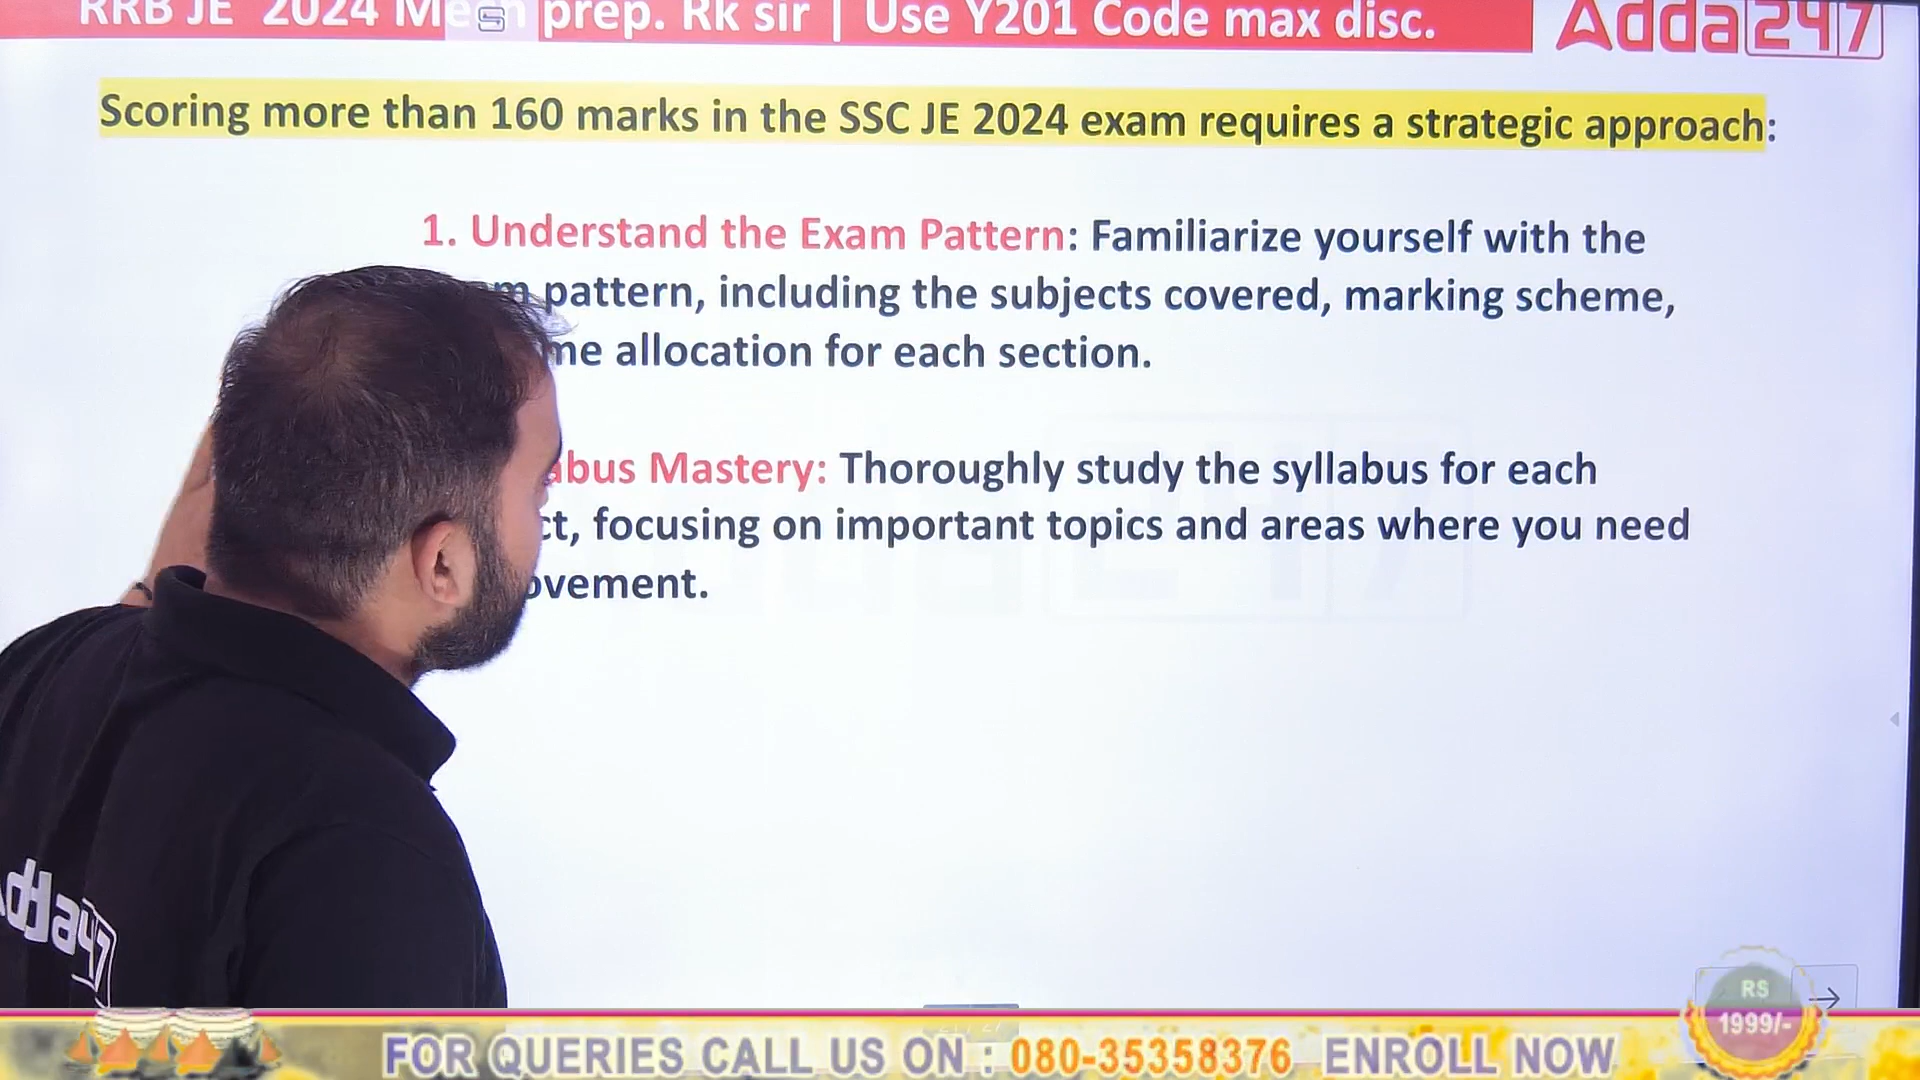 RRB JE 2024 Mech prep. Rk sir | Use Y201 Code max disc.
Adda247
Scoring more than 160 marks in the SSC JE 2024 exam requires a strategic approach:
1. Understand the Exam Pattern: Familiarize yourself with the
m pattern, including the subjects covered, marking scheme,
me allocation for each section.
abus Mastery: Thoroughly study the syllabus for each
ct, focusing on important topics and areas where you need
ovement.
dda247
RS
1999/-
FOR QUERIES CALL US ON : 080-35358376 ENROLL NOW